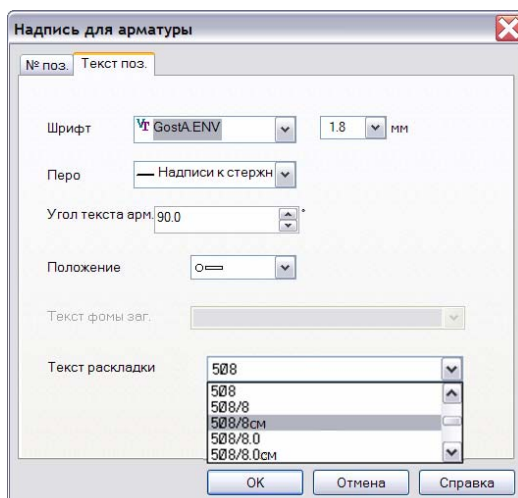 Надпись для арматуры
№ поз. Текст поз.
Шрифт GostA.ENV 1.8 мм
Перо Надписи к стержн
Угол текста арм. 90.0 °
Положение
Текст фомы заг.
Текст раскладки 5Ø8
5Ø8
5Ø8/8
5Ø8/8см
5Ø8/8.0
5Ø8/8.0см
OK Отмена Справка